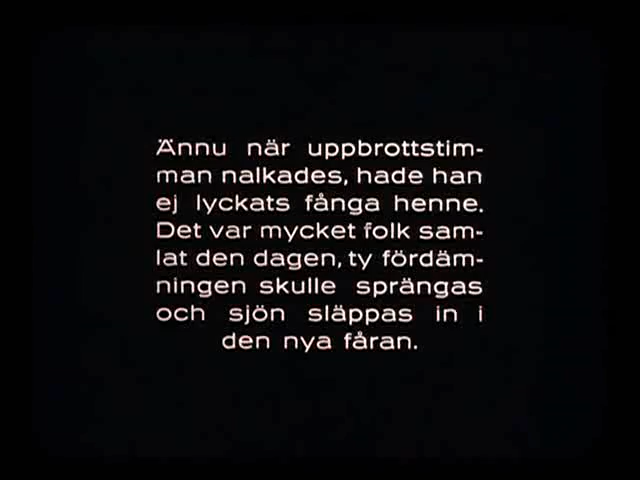 Ännu när uppbrottstim-
man nalkades, hade han
ej lyckats fånga henne.
Det var mycket folk sam-
lat den dagen, ty fördäm-
ningen skulle sprängas
och sjön släppas in i
den nya fåran.